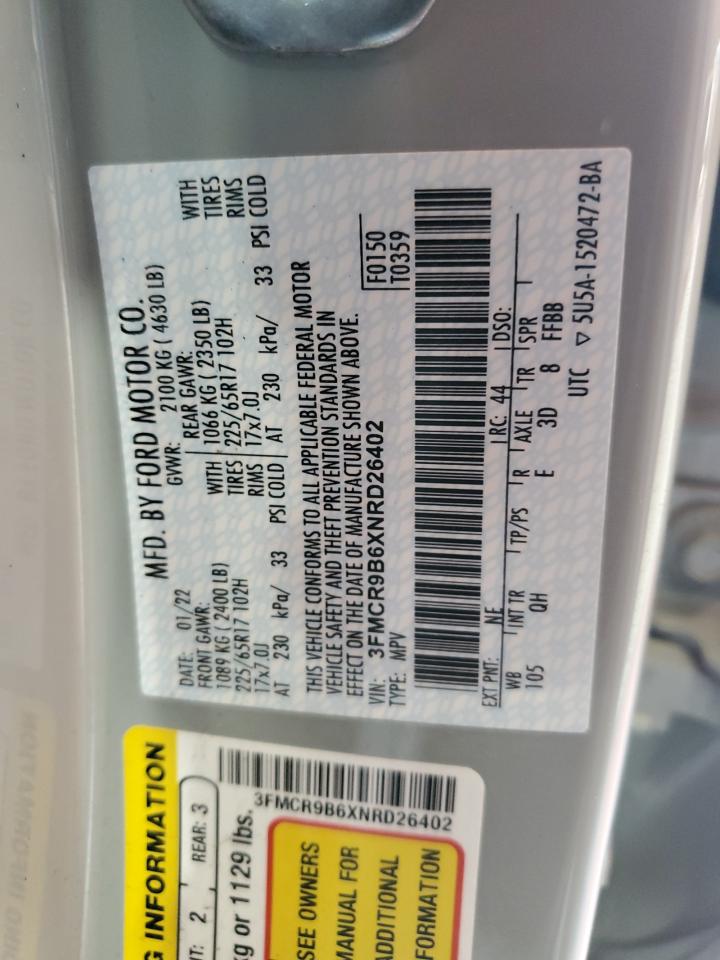 MFD. BY FORD MOTOR CO.
DATE: 01/22 GVWR: 2100 KG ( 4630 LB)
FRONT GAWR: REAR GAWR:
1089 KG ( 2400 LB) WITH 1066 KG ( 2350 LB) WITH
225/65R17 102H TIRES 225/65R17 102H TIRES
17x7.0J RIMS 17x7.0J RIMS
AT 230 kPa/ 33 PSI COLD AT 230 kPa/ 33 PSI COLD
THIS VEHICLE CONFORMS TO ALL APPLICABLE FEDERAL MOTOR
VEHICLE SAFETY AND THEFT PREVENTION STANDARDS IN
EFFECT ON THE DATE OF MANUFACTURE SHOWN ABOVE.
VIN: 3FMCR9B6XNRD26402 F0150
TYPE: MPV T0359
EXT PNT: NE RC: 44 DSO:
WB INT TR TP/PS R AXLE TR SPR
105 QH E 3D 8 FFBB
UTC ▽ 5U5A-1520472-BA
G INFORMATION
NT: 2 REAR: 3
kg or 1129 lbs.
3FMCR9B6XNRD26402
SEE OWNERS
MANUAL FOR
ADDITIONAL
FORMATION